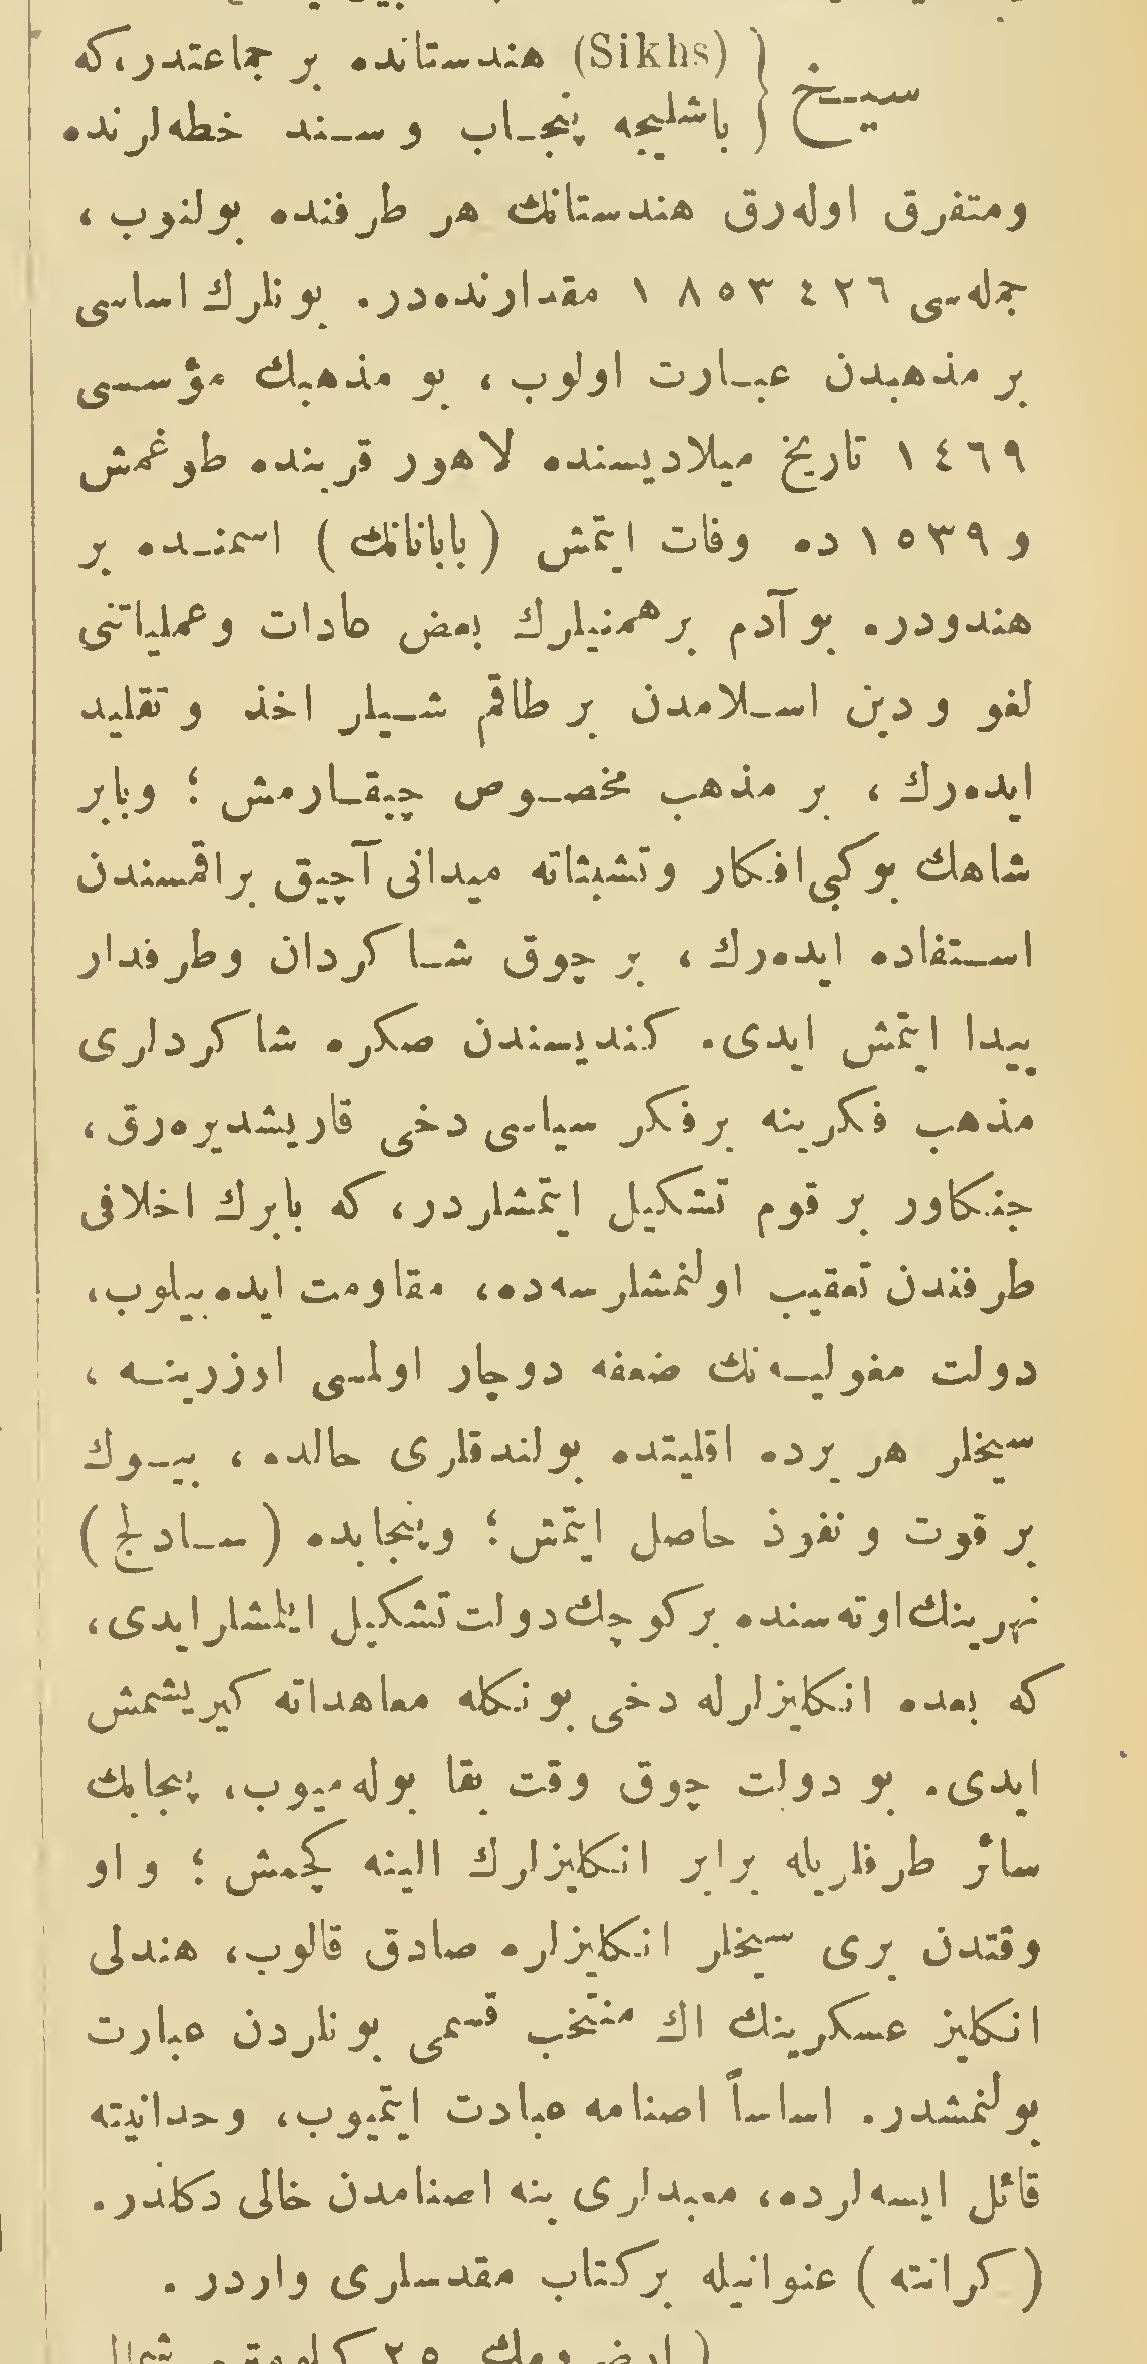 سیخ { (Sikhs) هندستانده بر جماعتدر، که
باشلیجه پنجاب و سند خطه‌لرنده
ومتفرق اوله‌رق هندستانك هر طرفنده بولنوب ،
جمله‌سی ١٨٥٣٤٢٦ مقدارنده‌در. بونلرك اساسی
بر مذهبدن عبارت اولوب ، بو مذهبك مؤسسی
١٤٦٩ تاریخ میلادیسنده لاهور قربنده طوغمش
و ١٥٣٩ ده وفات ایتمش (بابانانك) اسمنده بر
هندودر. بو آدم برهمنیلرك بعض عادات وعملیاتنی
لغو و دین اسلامدن بر طاقم شیلر اخذ و تقلید
ایده‌رك ، بر مذهب مخصوص چیقارمش ؛ وبابر
شاهك بوکبی افکار وتشبثاته میدانی آچیق براقمسندن
استفاده ایده‌رك ، بر چوق شاکردان وطرفدار
پیدا ایتمش ایدی. کندیسندن صکره شاکرداری
مذهب فکرینه برفکر سیاسی دخی قاریشدیره‌رق،
جنکاور بر قوم تشکیل ایتمشلردر، که بابرك اخلافی
طرفندن تعقیب اولنمشلرسه‌ده، مقاومت ایده بیلوب،
دولت مغولیه‌نك ضعفه دوچار اولمسی اوزرینه ،
سیخلر هر یرده اقلیتده بولندقلری حالده ، بیوك
بر قوت و نفوذ حاصل ایتمش ؛ وپنجابده (سادلج)
نهرینك اوته‌سنده برکوچك دولت تشکیل ایلمشلرایدی،
که بعده انکلیزلرله دخی بونکله معاهداته کیریشمش
ایدی. بو دولت چوق وقت بقا بوله‌میوب، پنجابك
سائر طرفلریله برابر انکلیزلرك الینه کچمش ؛ و او
وقتدن بری سیخلر انکلیزلره صادق قالوب، هندلی
انکلیز عسکرینك اك منتخب قسمی بونلردن عبارت
بولنمشدر. اساساً اصنامه عبادت ایتمیوب، وحدانیته
قائل ایسه‌لرده، معبدلری ینه اصنامدن خالی دکلدر.
(کرانته) عنوانیله برکتاب مقدسلری واردر .